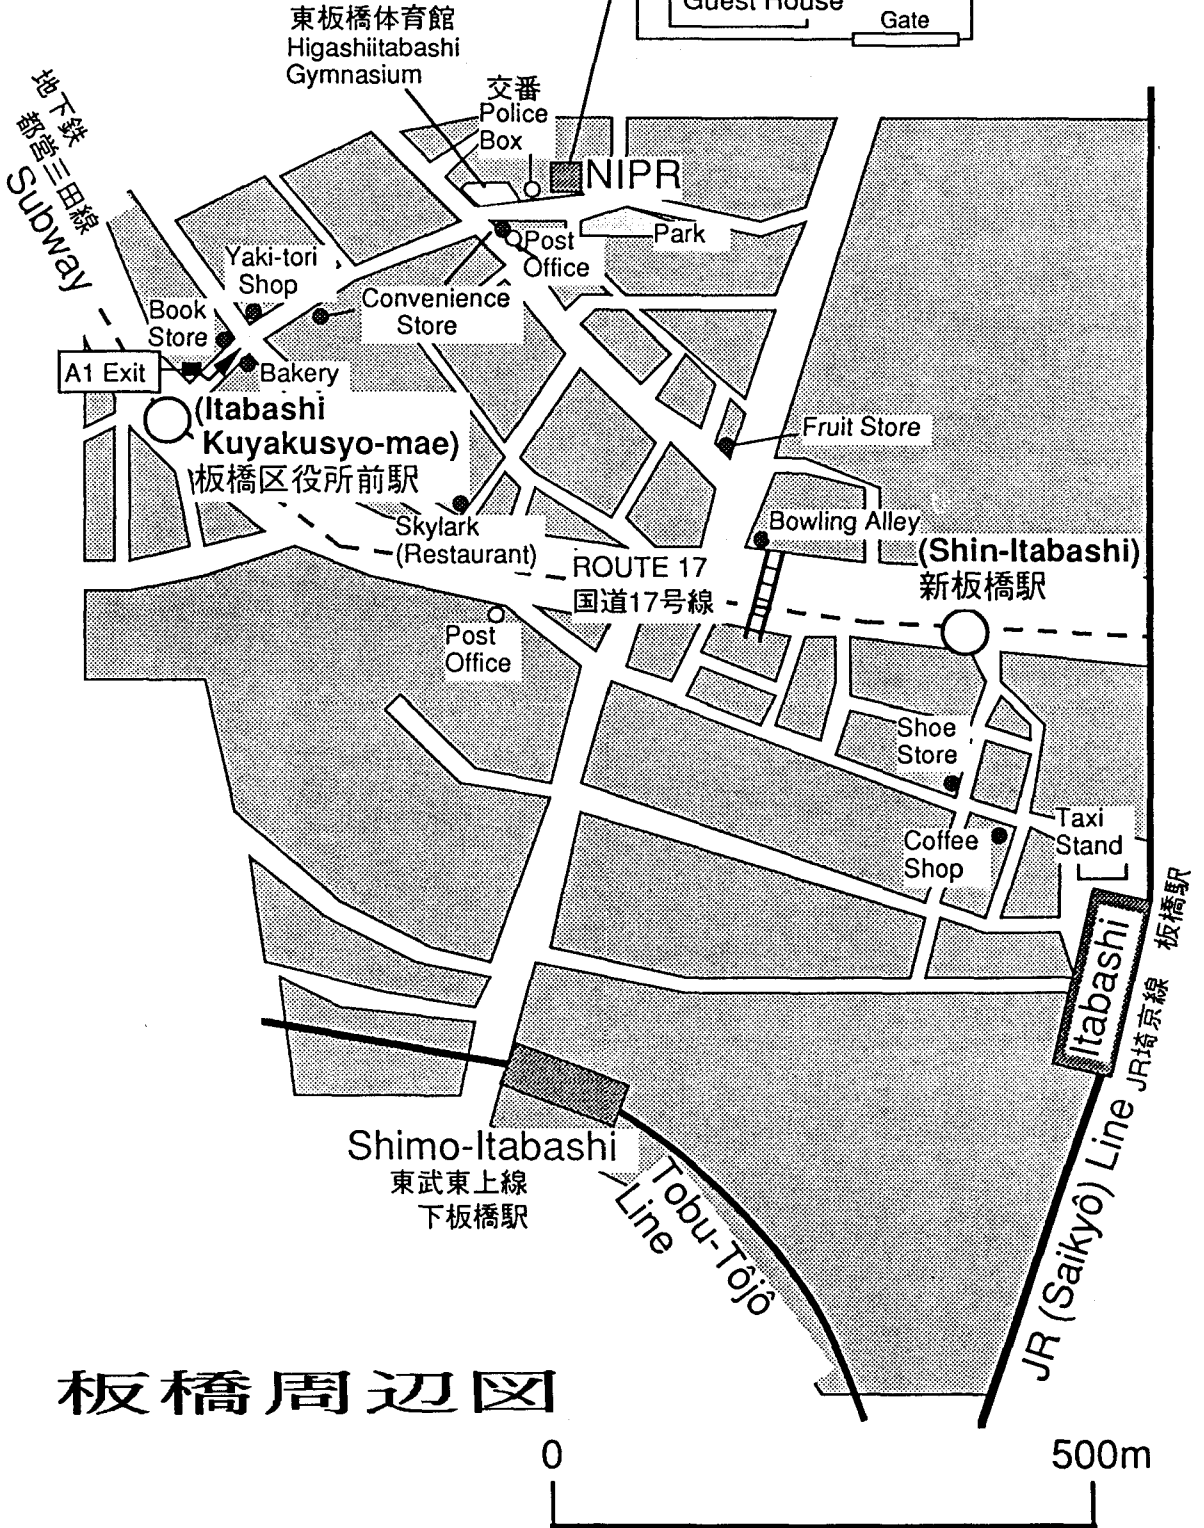 Guest House
Gate
東板橋体育館
Higashiitabashi
Gymnasium
交番
Police
Box
地下鉄
都営三田線
Subway
NIPR
Park
Post
Office
Yaki-tori
Shop
Convenience
Store
Book
Store
A1 Exit
Bakery
(Itabashi
Kuyakusyo-mae)
板橋区役所前駅
Fruit Store
Skylark
(Restaurant)
Bowling Alley
(Shin-Itabashi)
新板橋駅
ROUTE 17
国道17号線
Post
Office
Shoe
Store
Coffee
Shop
Taxi
Stand
Itabashi
JR埼京線 板橋駅
JR (Saikyô) Line
Shimo-Itabashi
東武東上線
下板橋駅
Tobu-Tôjô
Line
板橋周辺図
0 500m